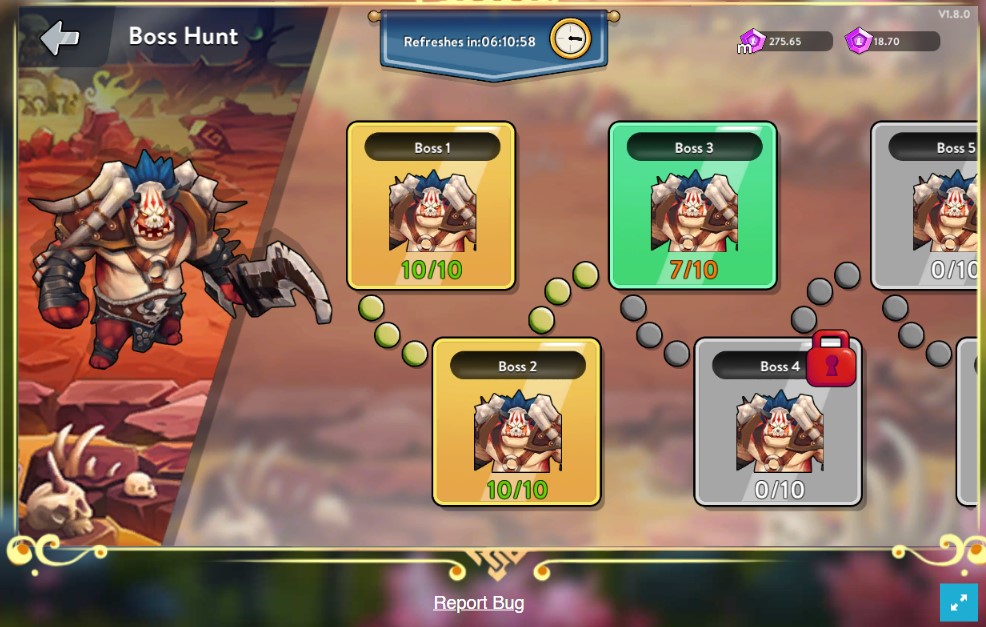 Boss Hunt
Refreshes in:06:10:58
m 275.65
18.70
V1.8.0
Boss 1
10/10
Boss 3
7/10
Boss 5
0/10
Boss 2
10/10
Boss 4
0/10
Report Bug